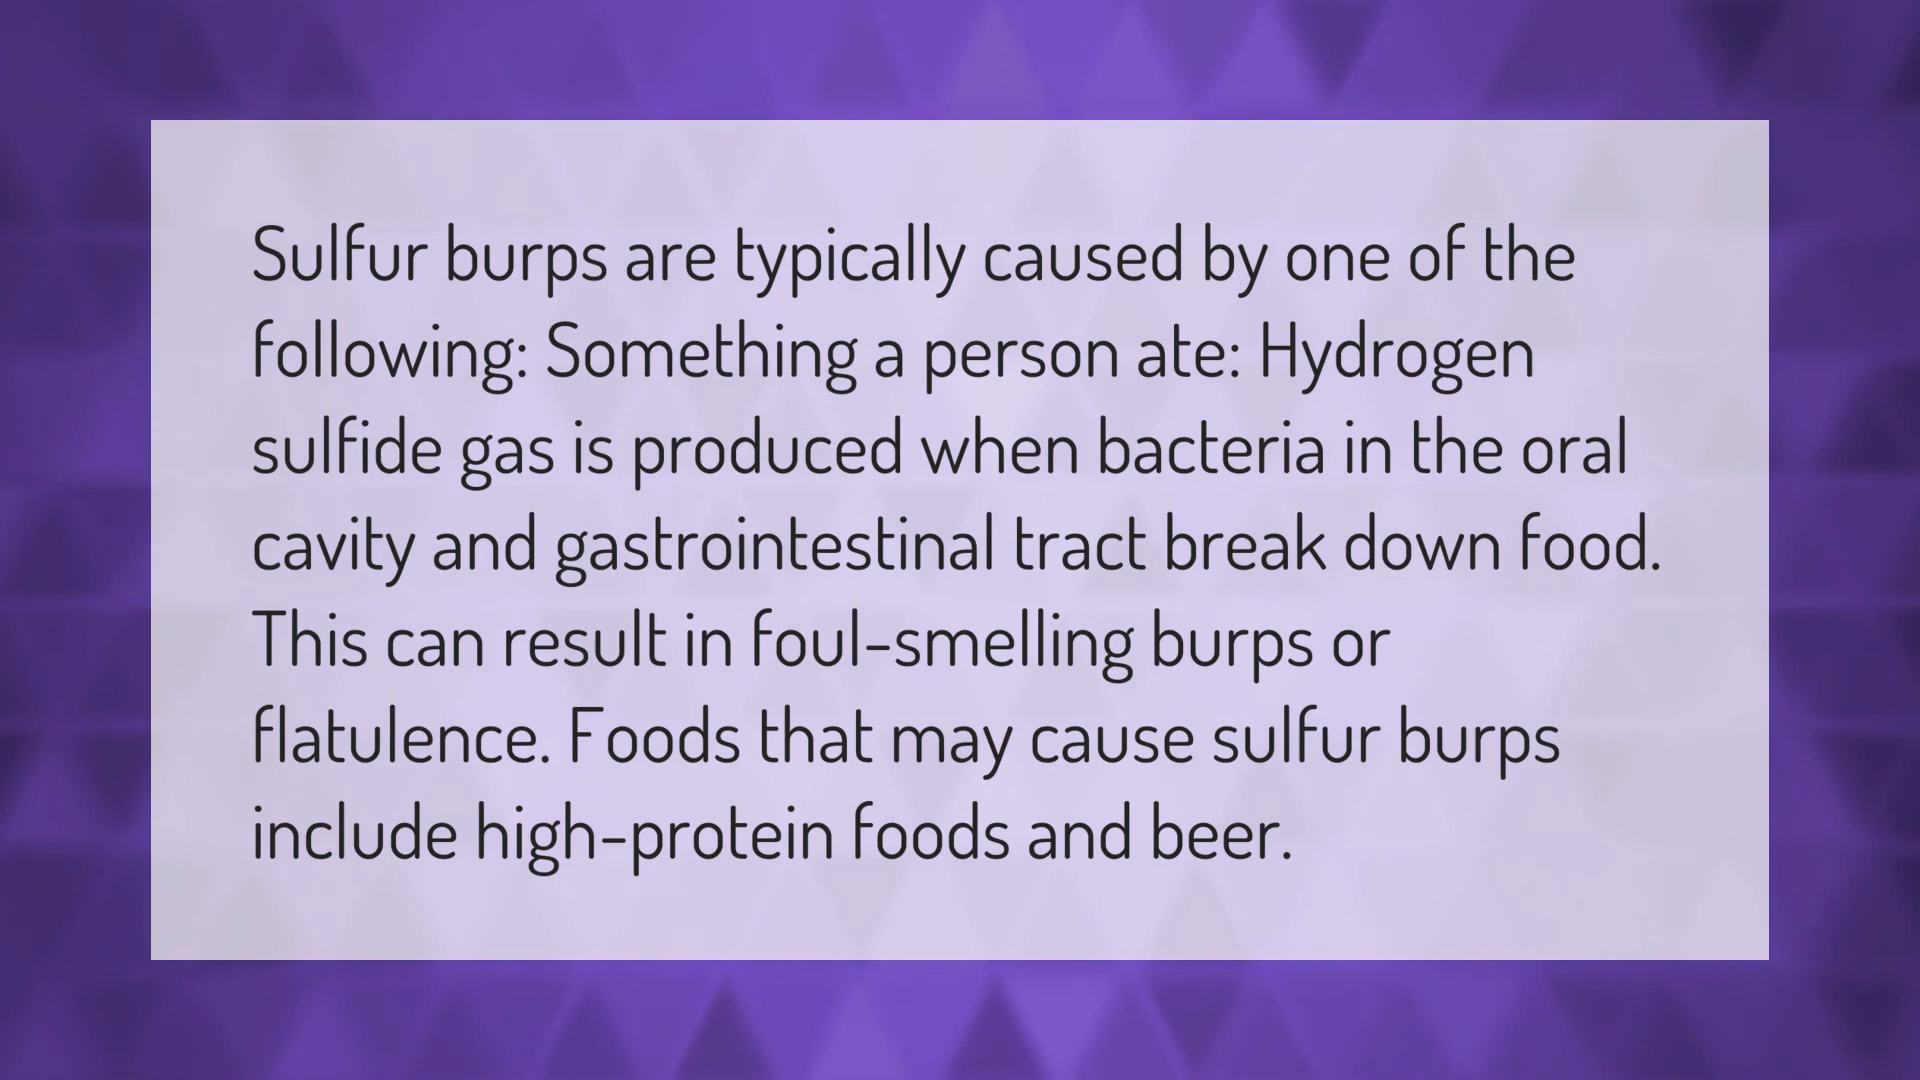 Sulfur burps are typically caused by one of the
following: Something a person ate: Hydrogen
sulfide gas is produced when bacteria in the oral
cavity and gastrointestinal tract break down food.
This can result in foul-smelling burps or
flatulence. Foods that may cause sulfur burps
include high-protein foods and beer.